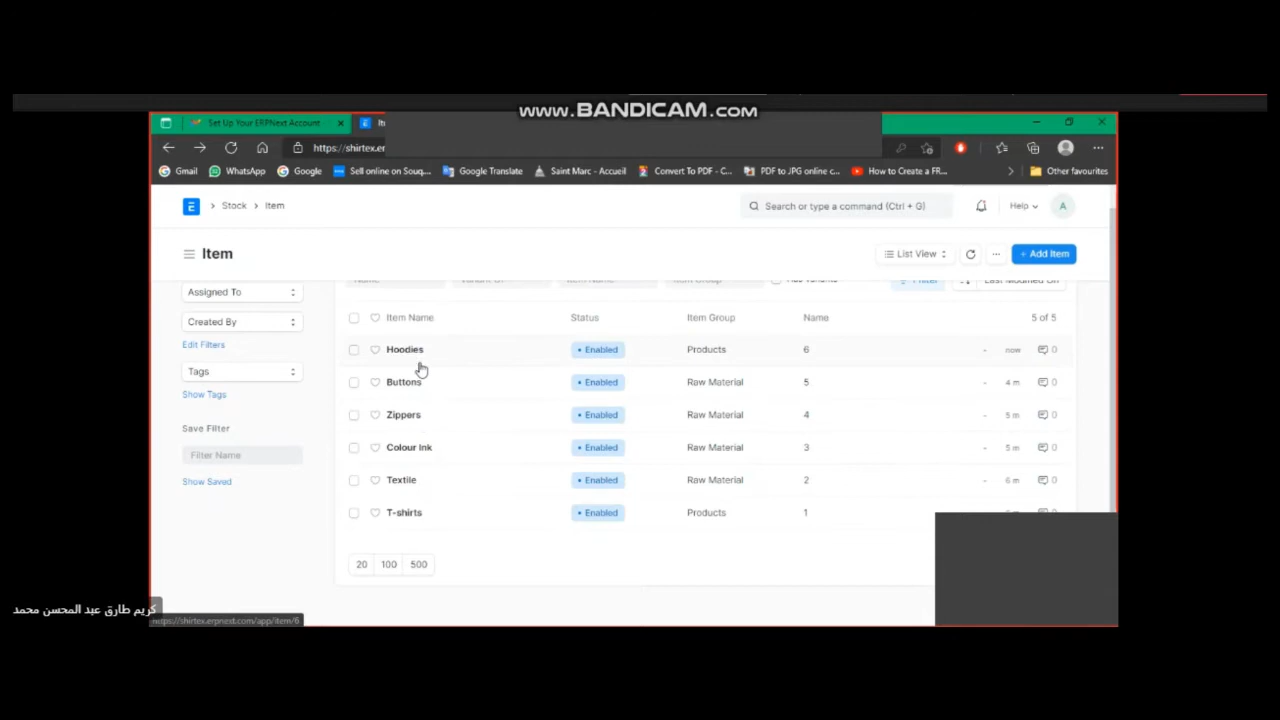 www.BANDICAM.com
Set Up Your ERPNext Account
https://shirtex.er
Gmail WhatsApp Google Sell online on Souq,... Google Translate Saint Marc - Accueil Convert To PDF - C... PDF to JPG online c... How to Create a FR... Other favourites
E > Stock > Item Search or type a command (Ctrl + G) Help A
Item List View ... + Add Item
Assigned To
Created By
Edit Filters
Tags
Show Tags
Save Filter
Filter Name
Show Saved
Item Name Status Item Group Name 5 of 5
Hoodies Enabled Products 6 - now 0
Buttons Enabled Raw Material 5 - 4 m 0
Zippers Enabled Raw Material 4 - 5 m 0
Colour Ink Enabled Raw Material 3 - 5 m 0
Textile Enabled Raw Material 2 - 6 m 0
T-shirts Enabled Products 1
20 100 500
كريم طارق عبد المحسن محمد
https://shirtex.erpnext.com/app/item/6